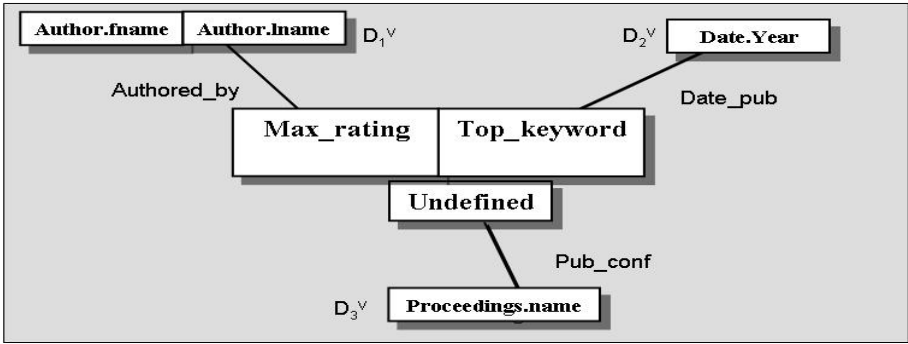 Author.fname Author.lname D₁ⱽ D₂ⱽ Date.Year
Authored_by Date_pub
Max_rating Top_keyword
Undefined
Pub_conf
D₃ⱽ Proceedings.name